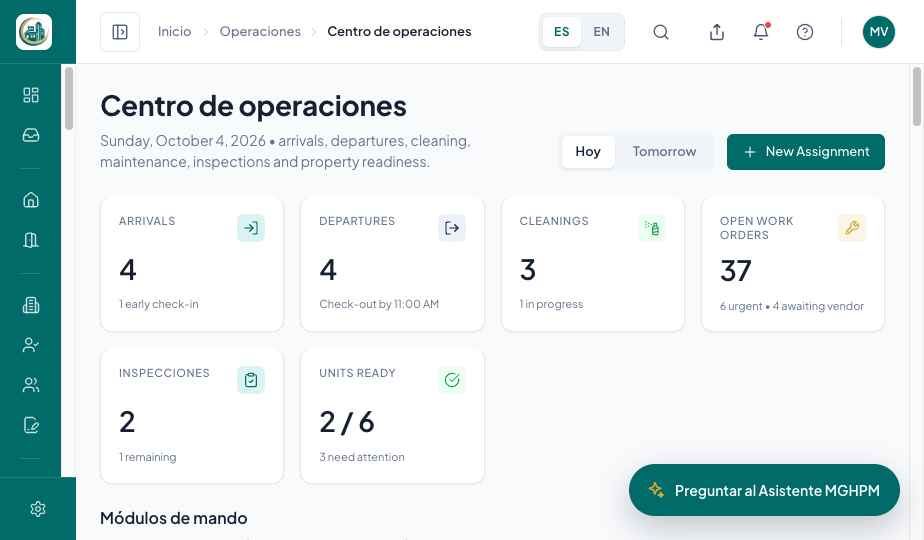 Inicio > Operaciones > Centro de operaciones
ES EN
MV
Centro de operaciones
Sunday, October 4, 2026 • arrivals, departures, cleaning,
maintenance, inspections and property readiness.
Hoy Tomorrow
+ New Assignment
ARRIVALS
4
1 early check-in
DEPARTURES
4
Check-out by 11:00 AM
CLEANINGS
3
1 in progress
OPEN WORK
ORDERS
37
6 urgent • 4 awaiting vendor
INSPECCIONES
2
1 remaining
UNITS READY
2 / 6
3 need attention
Preguntar al Asistente MGHPM
Módulos de mando